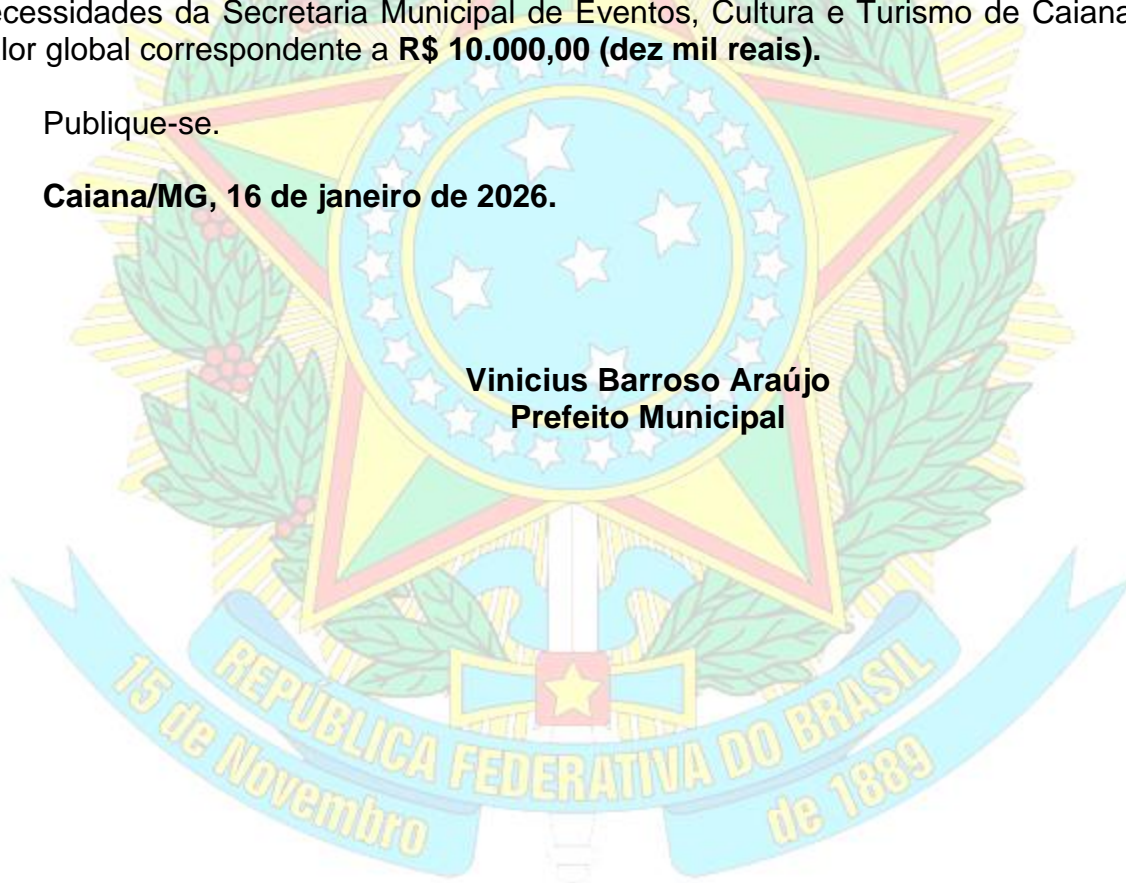 cessidades da Secretaria Municipal de Eventos, Cultura e Turismo de Caiana
lor global correspondente a R$ 10.000,00 (dez mil reais).
Publique-se.
Caiana/MG, 16 de janeiro de 2026.
Vinicius Barroso Araújo
Prefeito Municipal
REPÚBLICA FEDERATIVA DO BRASIL
15 de Novembro de 1889